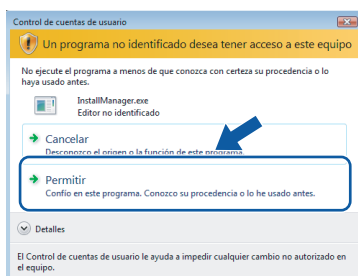 Control de cuentas de usuario
Un programa no identificado desea tener acceso a este equipo
No ejecute el programa a menos de que conozca con certeza su procedencia o lo
haya usado antes.
InstallManager.exe
Editor no identificado
Cancelar
Desconozco el origen o la función de este programa.
Permitir
Confío en este programa. Conozco su procedencia o lo he usado antes.
Detalles
El Control de cuentas de usuario le ayuda a impedir cualquier cambio no autorizado en
el equipo.